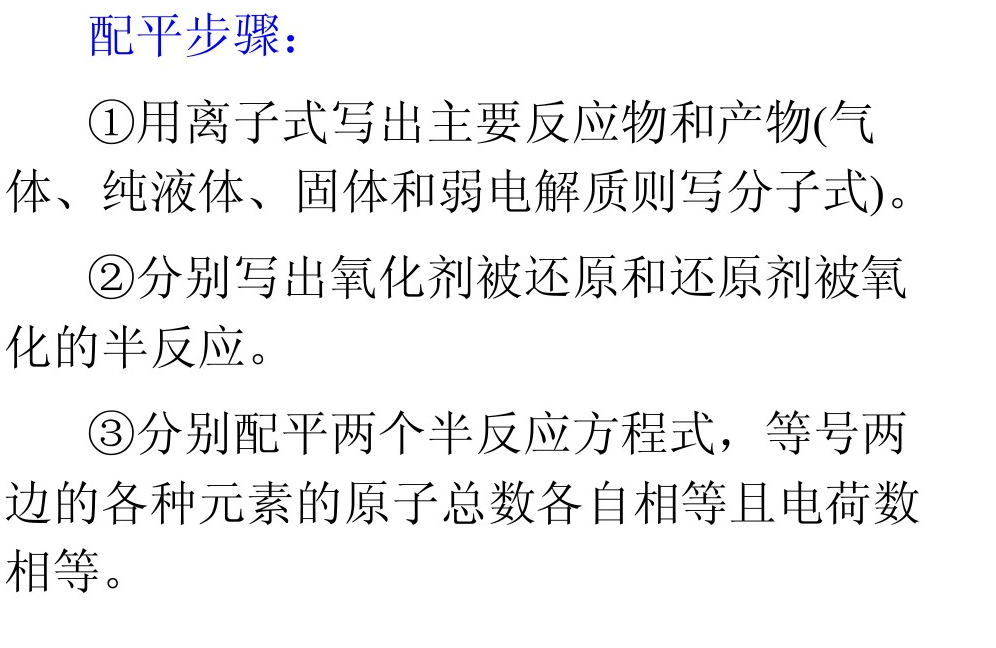 配平步骤：
①用离子式写出主要反应物和产物(气
体、纯液体、固体和弱电解质则写分子式)。
②分别写出氧化剂被还原和还原剂被氧
化的半反应。
③分别配平两个半反应方程式，等号两
边的各种元素的原子总数各自相等且电荷数
相等。